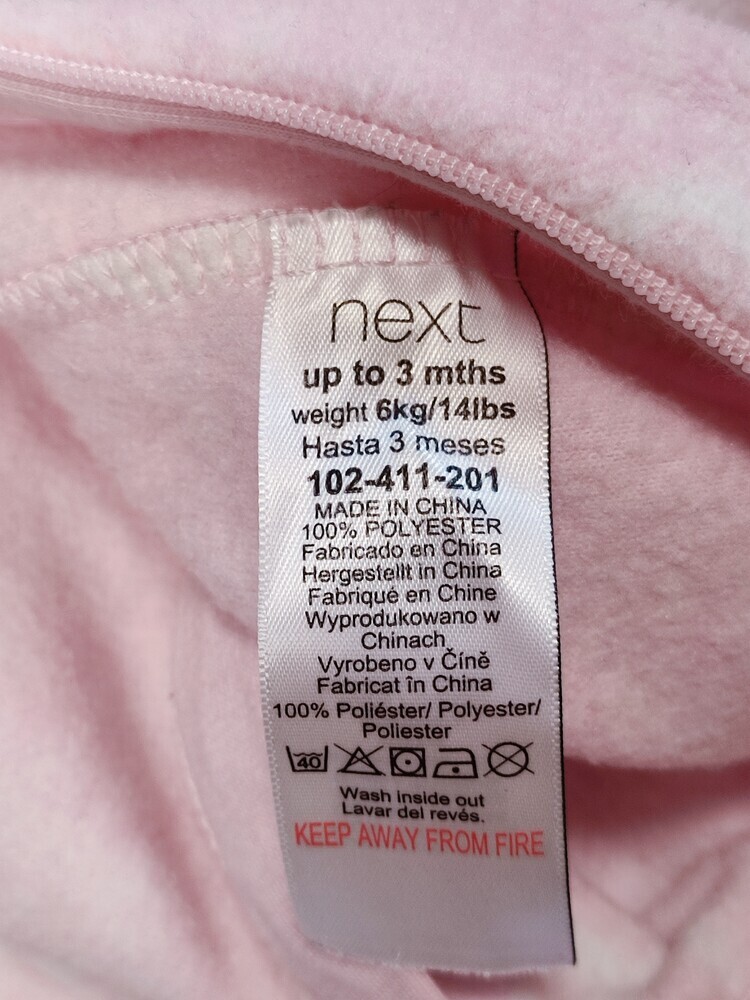 next
up to 3 mths
weight 6kg/14lbs
Hasta 3 meses
102-411-201
MADE IN CHINA
100% POLYESTER
Fabricado en China
Hergestellt in China
Fabriqué en Chine
Wyprodukowano w
Chinach
Vyrobeno v Číně
Fabricat în China
100% Poliéster/ Polyester/
Poliester
40
Wash inside out
Lavar del revés.
KEEP AWAY FROM FIRE